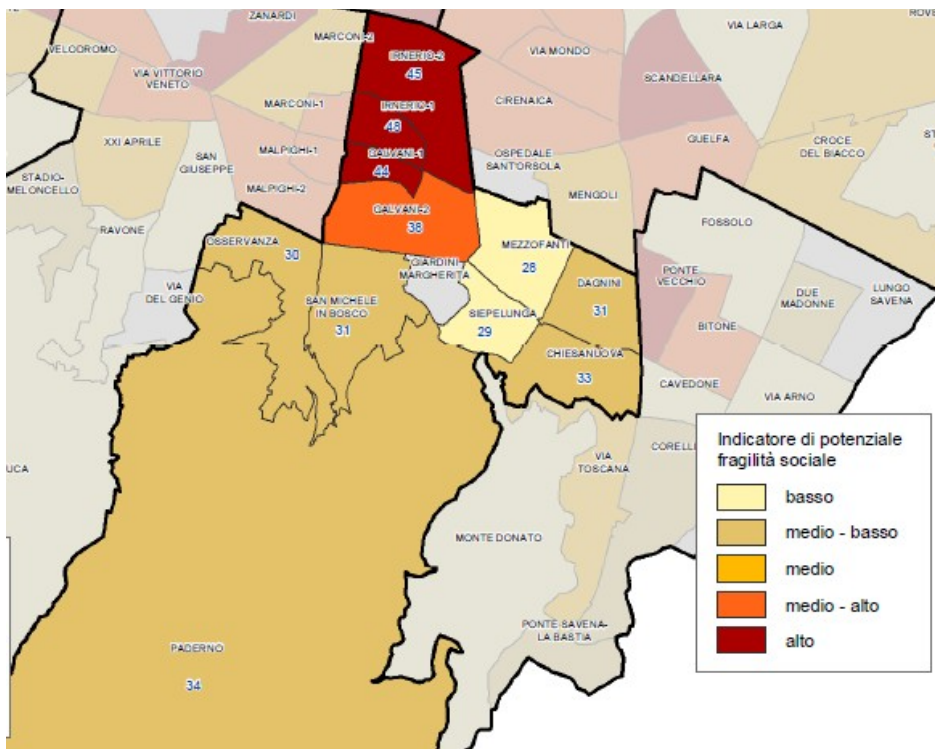 ZANARDI
MARCONI-2
VELODROMO
VIA VITTORIO
VENETO
IRNERIO-2
45
VIA MONDO
VIA LARGA
SCANDELLARA
MARCONI-1
IRNERIO-1
48
CIRENAICA
XXI APRILE
SAN
GIUSEPPE
MALPIGHI-1
GALVANI-1
44
OSPEDALE
SANT'ORSOLA
GUELFA
CROCE
DEL BIACCO
STADIO-
MELONCELLO
MALPIGHI-2
MENGOLI
RAVONE
GALVANI-2
38
FOSSOLO
OSSERVANZA
30
MEZZOFANTI
28
GIARDINI
MARGHERITA
PONTE
VECCHIO
VIA
DEL GENIO
SAN MICHELE
IN BOSCO
31
DAGNINI
31
DUE
MADONNE
LUNGO
SAVENA
SIEPELUNGA
29
BITONE
CHIESANUOVA
33
CAVEDONE
VIA ARNO
UCA
VIA
TOSCANA
CORELLI
MONTE DONATO
PONTE SAVENA-
LA BASTIA
PADERNO
34
Indicatore di potenziale
fragilità sociale
basso
medio - basso
medio
medio - alto
alto